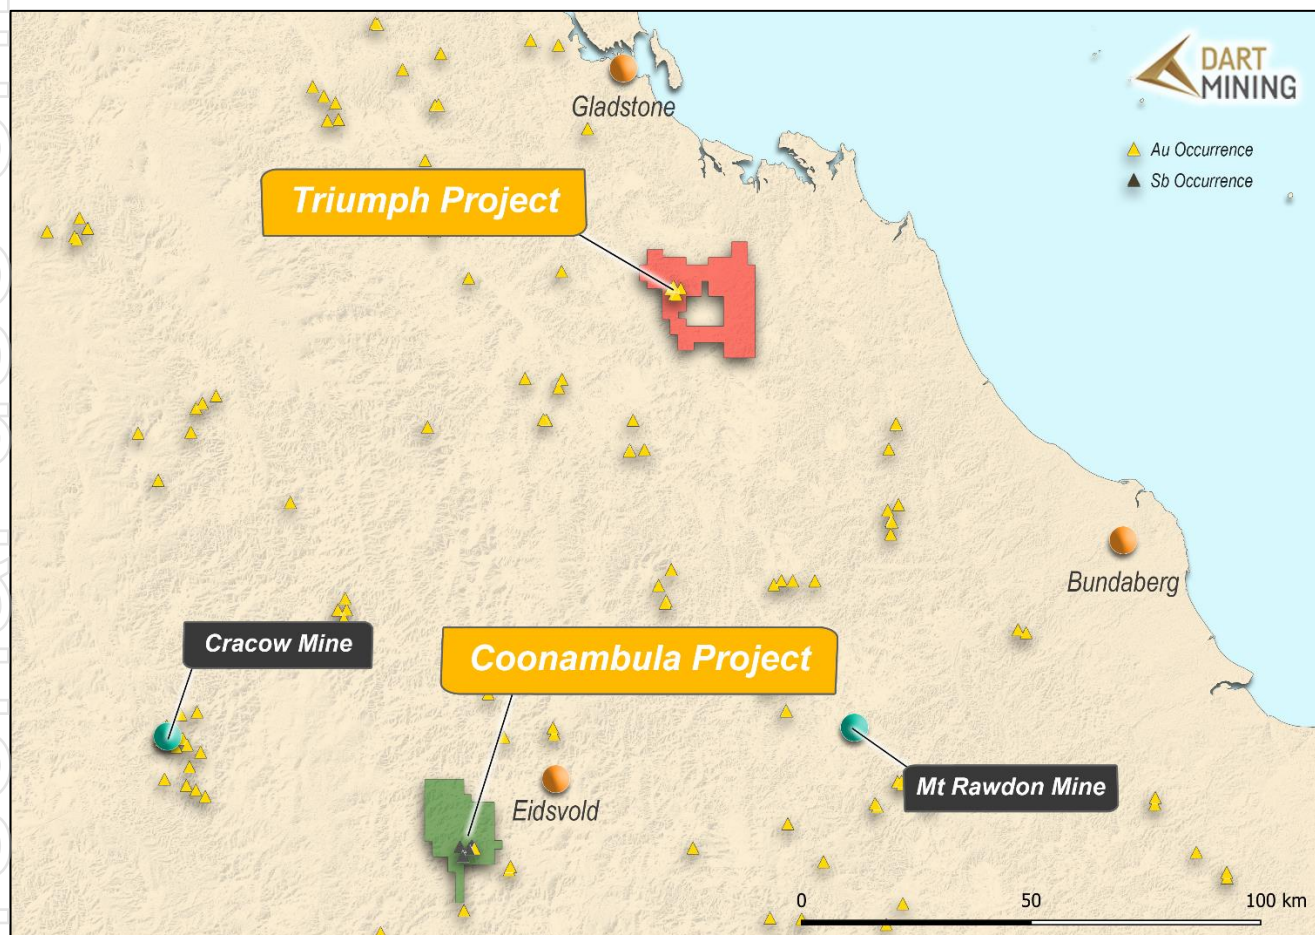 DART
MINING
Gladstone
Au Occurrence
Sb Occurrence
Triumph Project
Bundaberg
Cracow Mine
Coonambula Project
Mt Rawdon Mine
Eidsvold
0 50 100 km